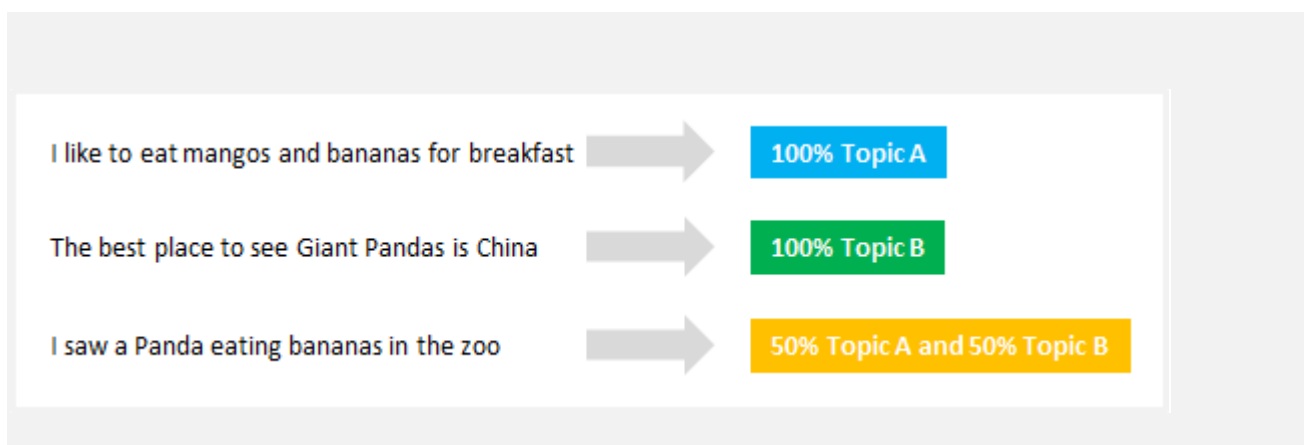 I like to eat mangos and bananas for breakfast
100% Topic A
The best place to see Giant Pandas is China
100% Topic B
I saw a Panda eating bananas in the zoo
50% Topic A and 50% Topic B